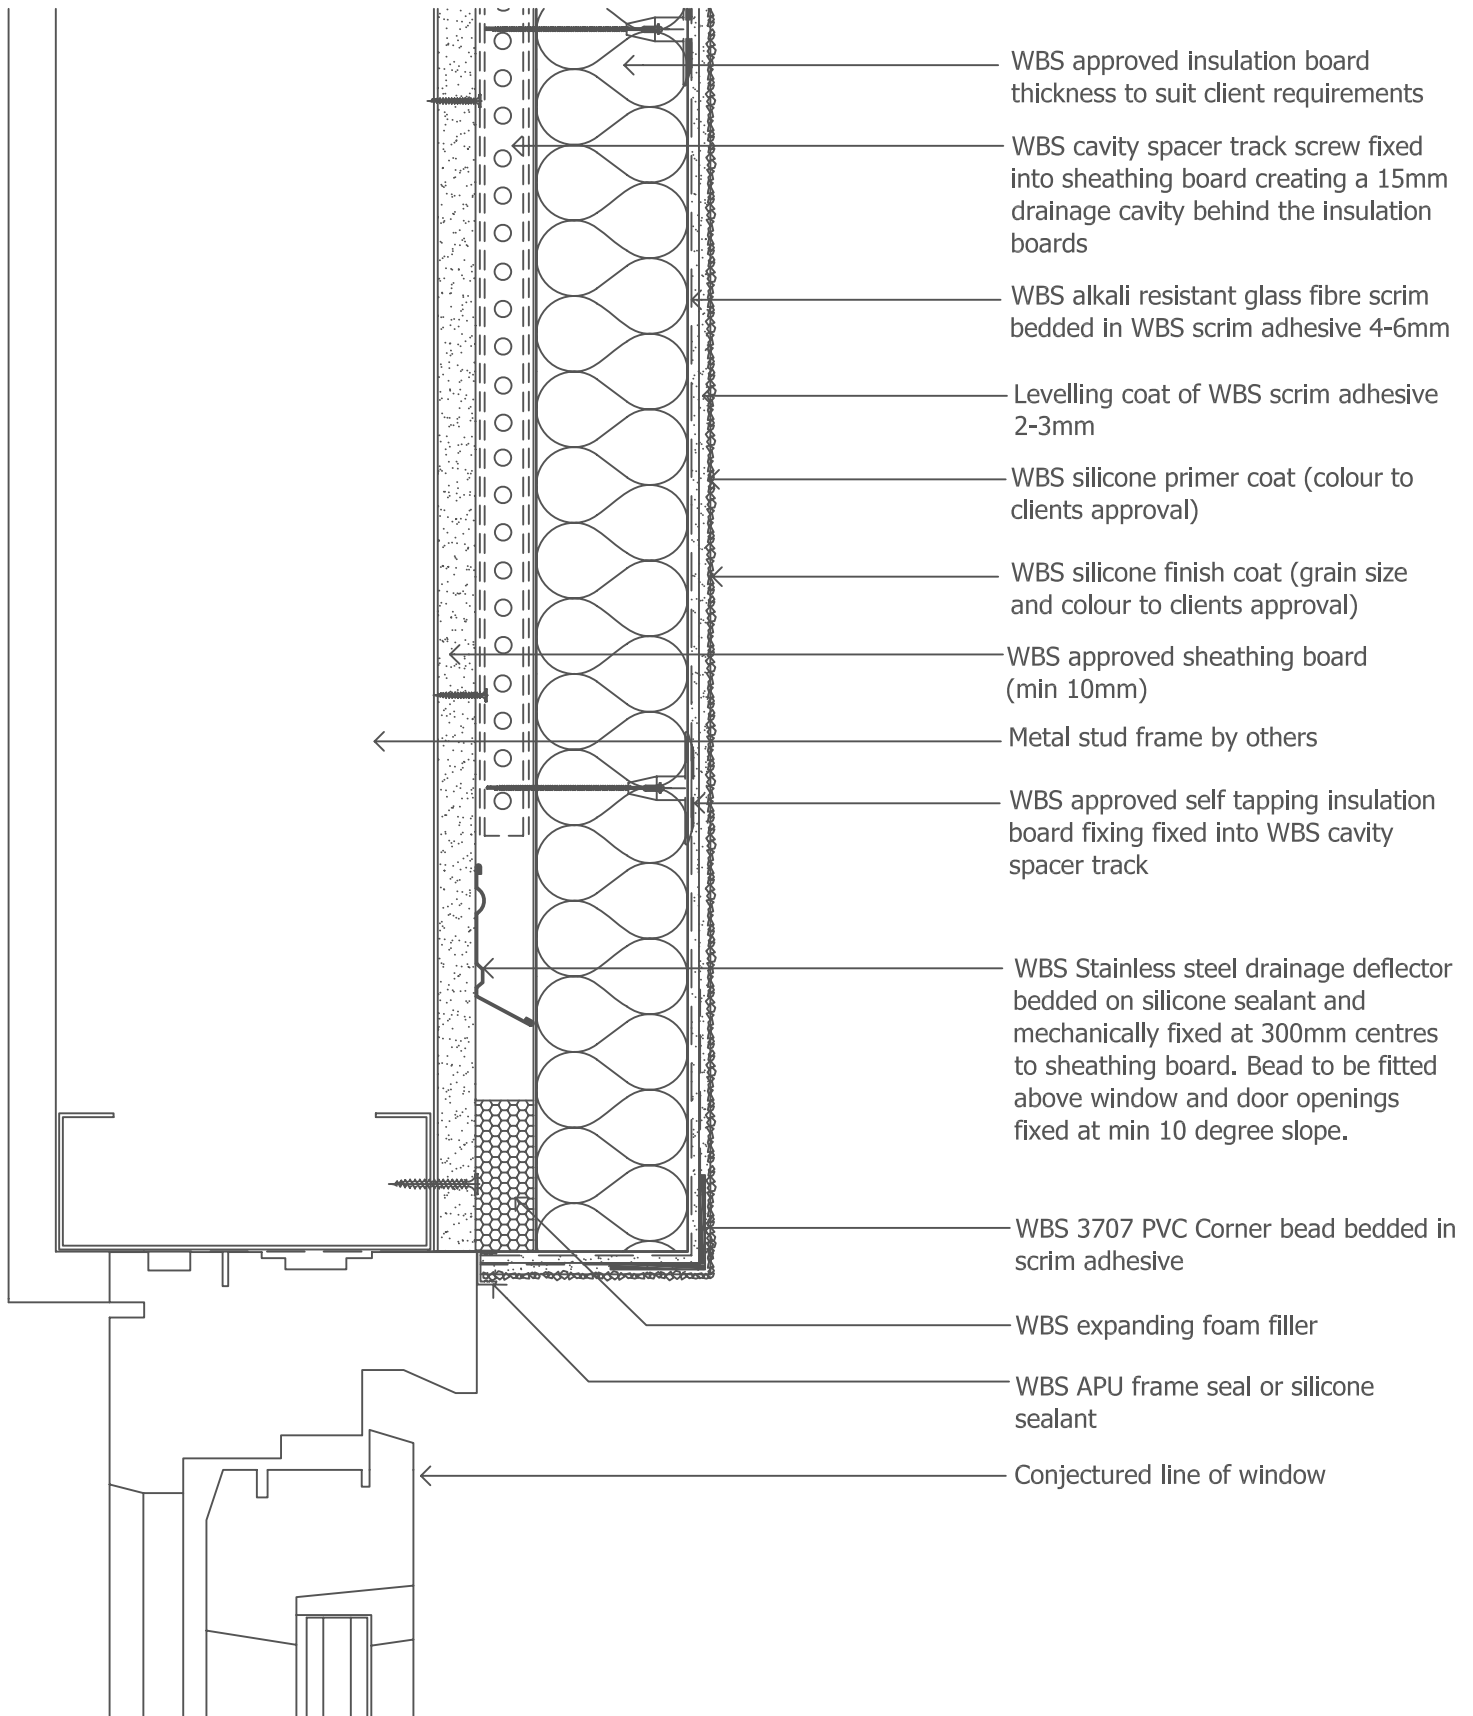 WBS approved insulation board
thickness to suit client requirements
WBS cavity spacer track screw fixed
into sheathing board creating a 15mm
drainage cavity behind the insulation
boards
WBS alkali resistant glass fibre scrim
bedded in WBS scrim adhesive 4-6mm
Levelling coat of WBS scrim adhesive
2-3mm
WBS silicone primer coat (colour to
clients approval)
WBS silicone finish coat (grain size
and colour to clients approval)
WBS approved sheathing board
(min 10mm)
Metal stud frame by others
WBS approved self tapping insulation
board fixing fixed into WBS cavity
spacer track
WBS Stainless steel drainage deflector
bedded on silicone sealant and
mechanically fixed at 300mm centres
to sheathing board. Bead to be fitted
above window and door openings
fixed at min 10 degree slope.
WBS 3707 PVC Corner bead bedded in
scrim adhesive
WBS expanding foam filler
WBS APU frame seal or silicone
sealant
Conjectured line of window